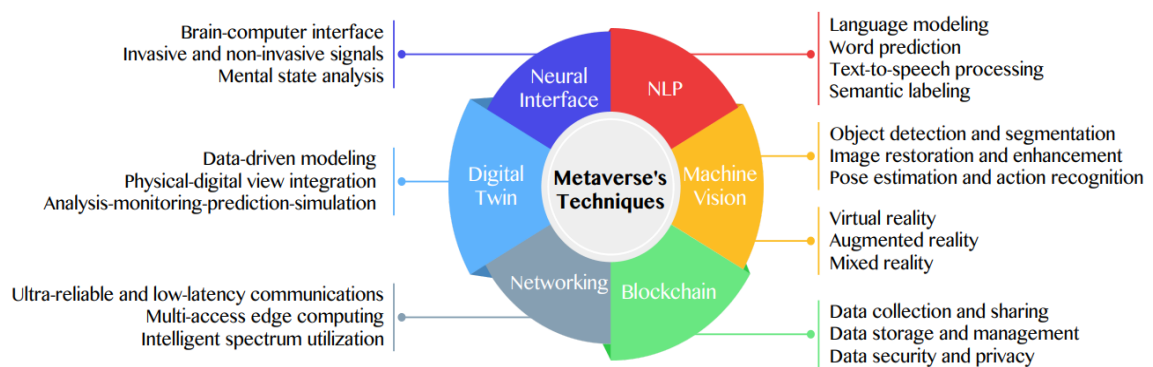 Brain-computer interface
Invasive and non-invasive signals
Mental state analysis
Data-driven modeling
Physical-digital view integration
Analysis-monitoring-prediction-simulation
Ultra-reliable and low-latency communications
Multi-access edge computing
Intelligent spectrum utilization
Neural
Interface
NLP
Digital
Twin
Metaverse's
Techniques
Machine
Vision
Networking
Blockchain
Language modeling
Word prediction
Text-to-speech processing
Semantic labeling
Object detection and segmentation
Image restoration and enhancement
Pose estimation and action recognition
Virtual reality
Augmented reality
Mixed reality
Data collection and sharing
Data storage and management
Data security and privacy